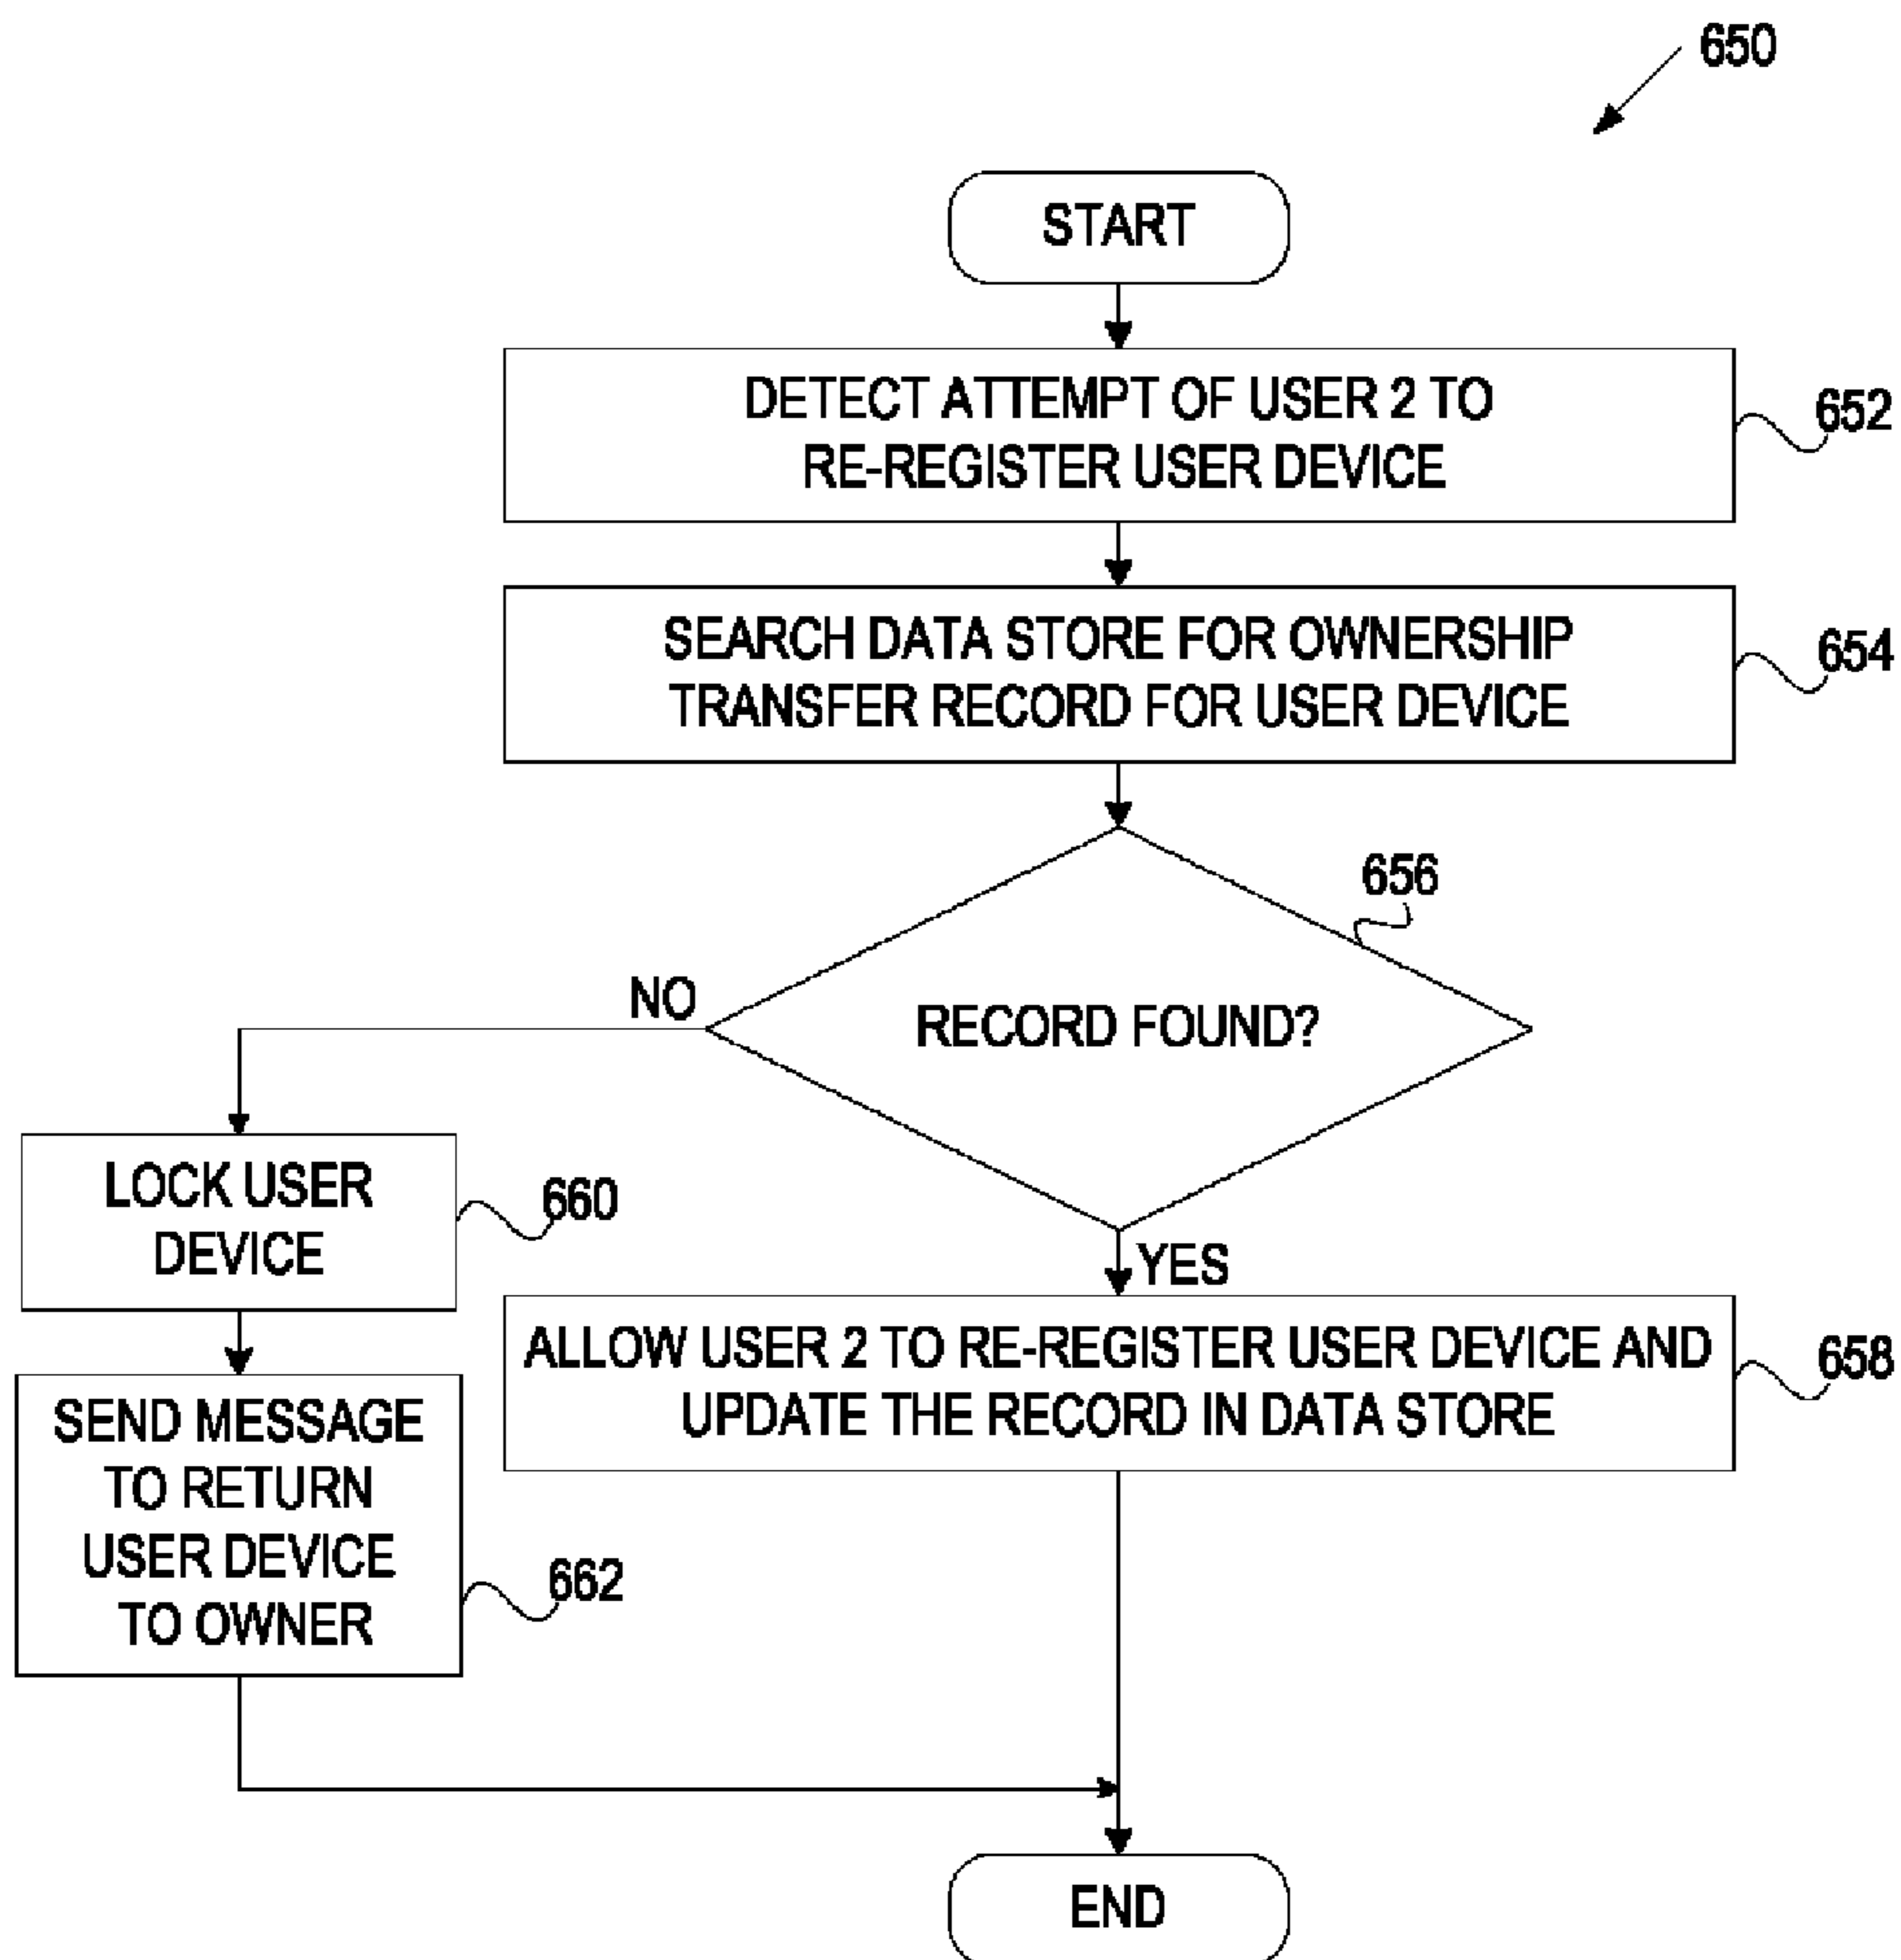 650
START
DETECT ATTEMPT OF USER 2 TO
RE-REGISTER USER DEVICE
652
SEARCH DATA STORE FOR OWNERSHIP
TRANSFER RECORD FOR USER DEVICE
654
656
NO
RECORD FOUND?
LOCK USER
DEVICE
660
YES
ALLOW USER 2 TO RE-REGISTER USER DEVICE AND
UPDATE THE RECORD IN DATA STORE
658
SEND MESSAGE
TO RETURN
USER DEVICE
TO OWNER
662
END